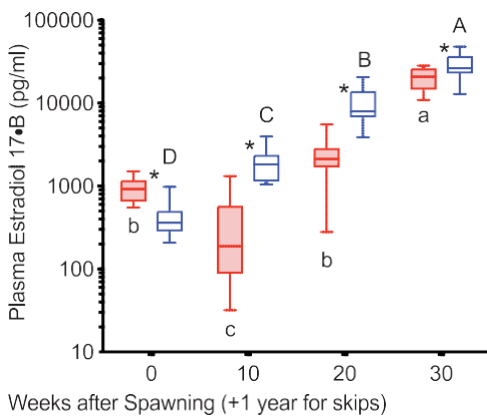 Plasma Estradiol 17•B (pg/ml)
100000
10000
1000
100
10
* D
b
* C
c
* B
b
* A
a
0 10 20 30
Weeks after Spawning (+1 year for skips)